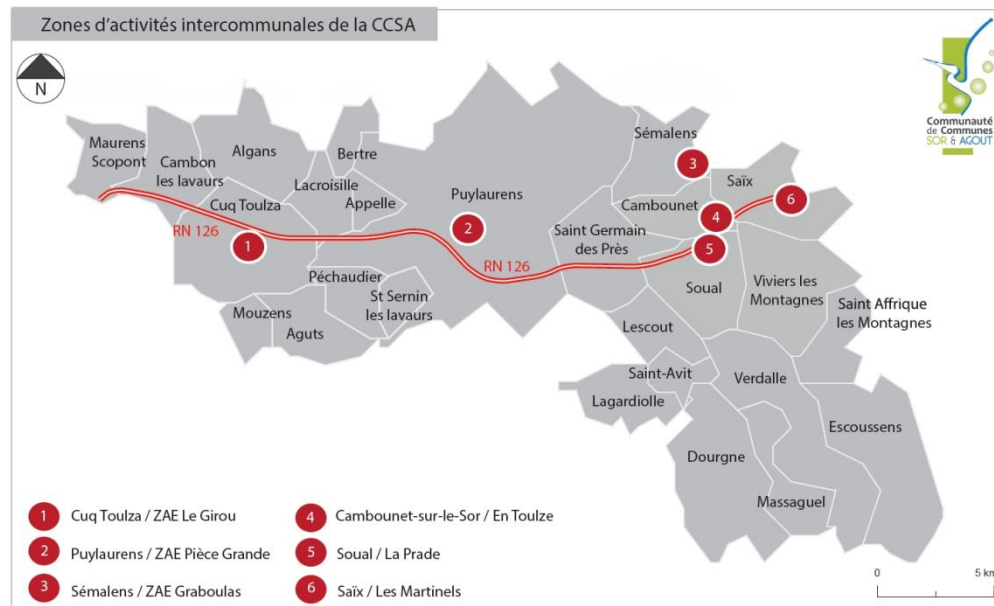 Zones d'activités intercommunales de la CCSA
N
Communauté
de Communes
SOR & AGOUT
Maurens
Scopont
Cambon
les lavaurs
Algans
Bertre
Lacroisille
Appelle
Cuq Toulza
Puylaurens
Sémalens
Saïx
Cambounet
Saint Germain
des Près
RN 126
RN 126
1
2
3
4
5
6
Péchaudier
St Sernin
les lavaurs
Mouzens
Aguts
Soual
Viviers les
Montagnes
Saint Affrique
les Montagnes
Lescout
Saint-Avit
Lagardiolle
Verdalle
Escoussens
Dourgne
Massaguel
1 Cuq Toulza / ZAE Le Girou
2 Puylaurens / ZAE Pièce Grande
3 Sémalens / ZAE Graboulas
4 Cambounet-sur-le-Sor / En Toulze
5 Soual / La Prade
6 Saïx / Les Martinels
0 5 km